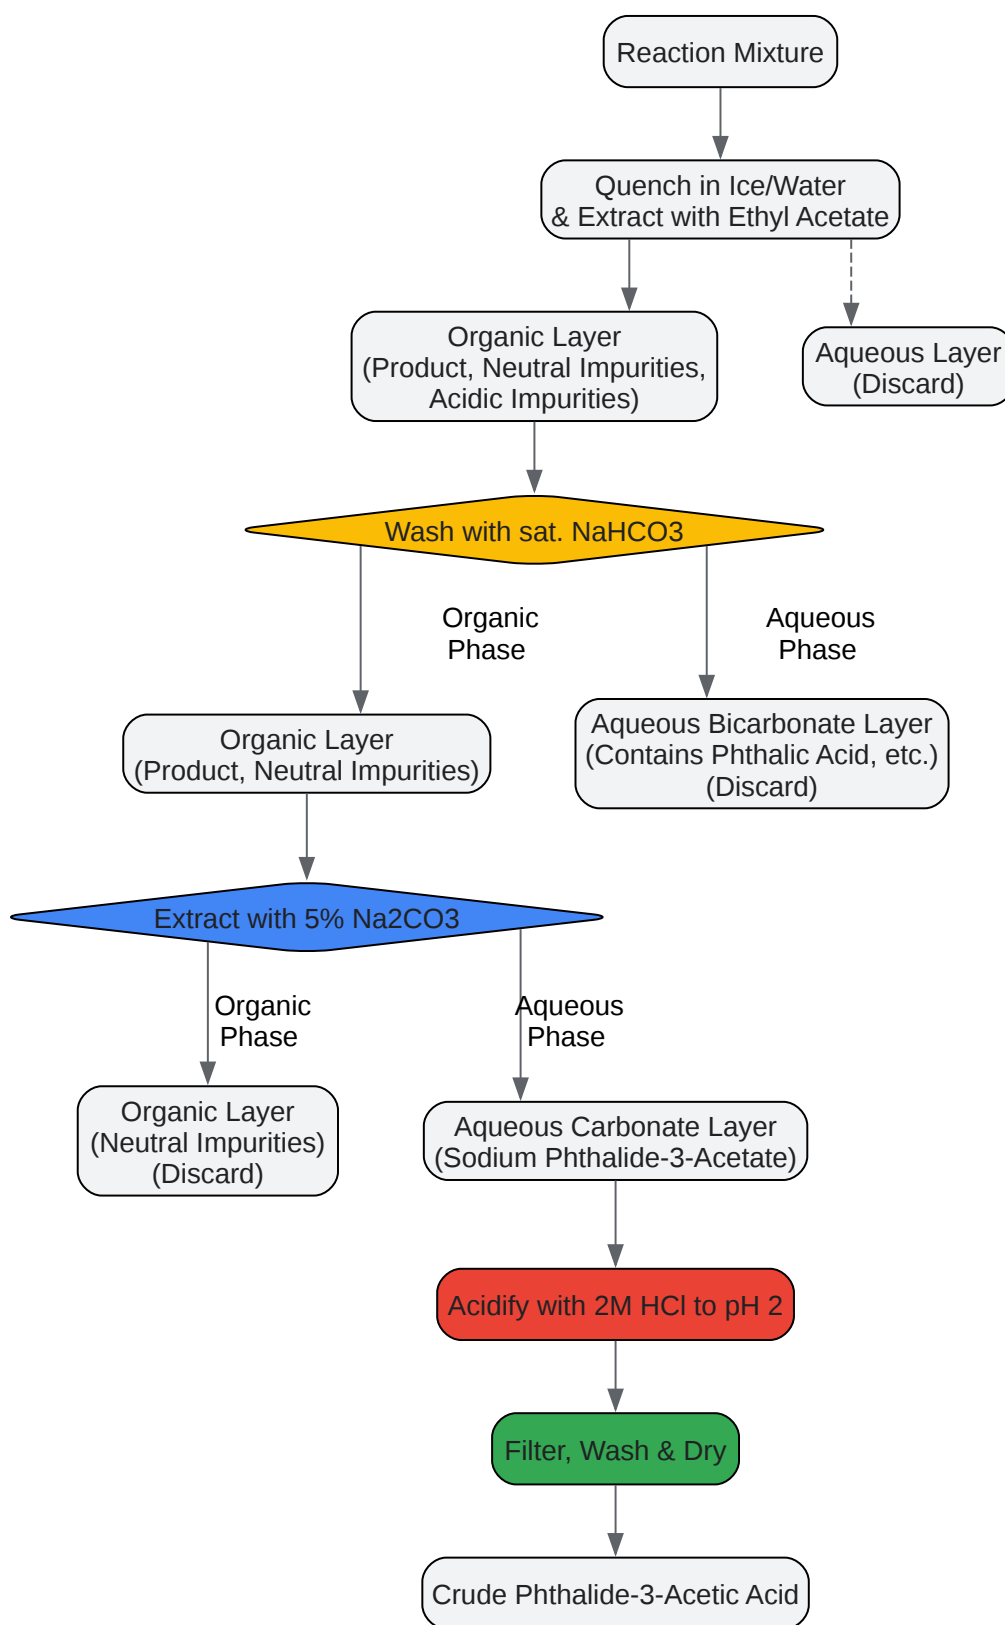 Reaction Mixture
Quench in Ice/Water
& Extract with Ethyl Acetate
Organic Layer
(Product, Neutral Impurities,
Acidic Impurities)
Aqueous Layer
(Discard)
Wash with sat. NaHCO3
Organic
Phase
Aqueous
Phase
Organic Layer
(Product, Neutral Impurities)
Aqueous Bicarbonate Layer
(Contains Phthalic Acid, etc.)
(Discard)
Extract with 5% Na2CO3
Organic
Phase
Aqueous
Phase
Organic Layer
(Neutral Impurities)
(Discard)
Aqueous Carbonate Layer
(Sodium Phthalide-3-Acetate)
Acidify with 2M HCl to pH 2
Filter, Wash & Dry
Crude Phthalide-3-Acetic Acid